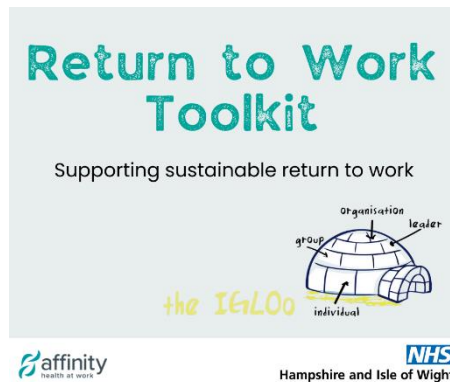 Return to Work
Toolkit
Supporting sustainable return to work
organisation
leader
group
the IGLOo
individual
affinity
health at work
NHS
Hampshire and Isle of Wight